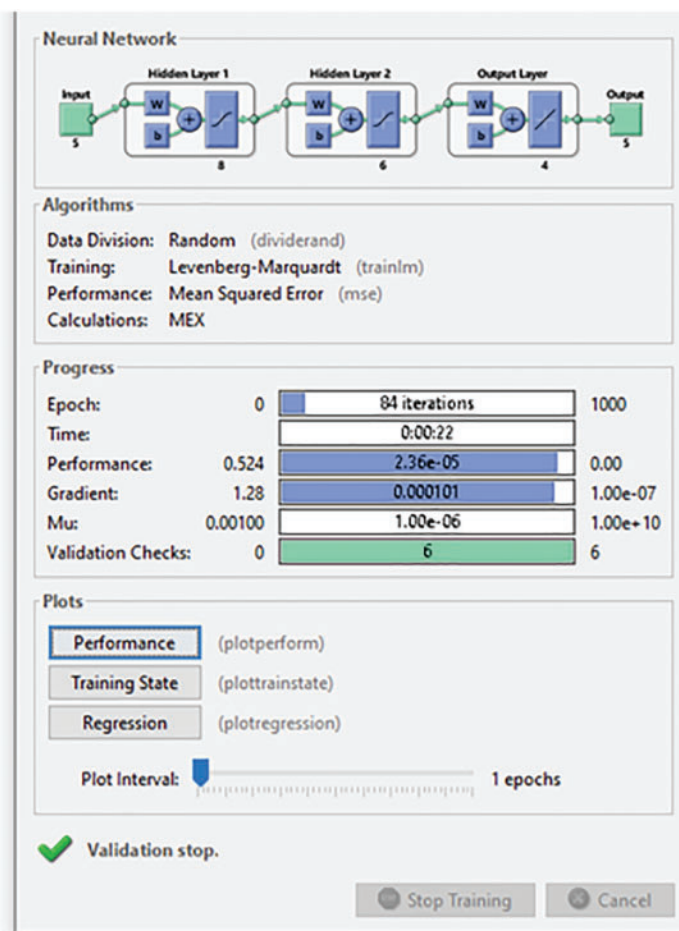 Neural Network
Hidden Layer 1 Hidden Layer 2 Output Layer
Input Output
W W W
b b b
+ + +
5 5
8 6 4
Algorithms
Data Division: Random (dividerand)
Training: Levenberg-Marquardt (trainlm)
Performance: Mean Squared Error (mse)
Calculations: MEX
Progress
Epoch: 0 84 iterations 1000
Time: 0:00:22
Performance: 0.524 2.36e-05 0.00
Gradient: 1.28 0.000101 1.00e-07
Mu: 0.00100 1.00e-06 1.00e+10
Validation Checks: 0 6 6
Plots
Performance (plotperform)
Training State (plottrainstate)
Regression (plotregression)
Plot Interval: 1 epochs
Validation stop.
Stop Training Cancel